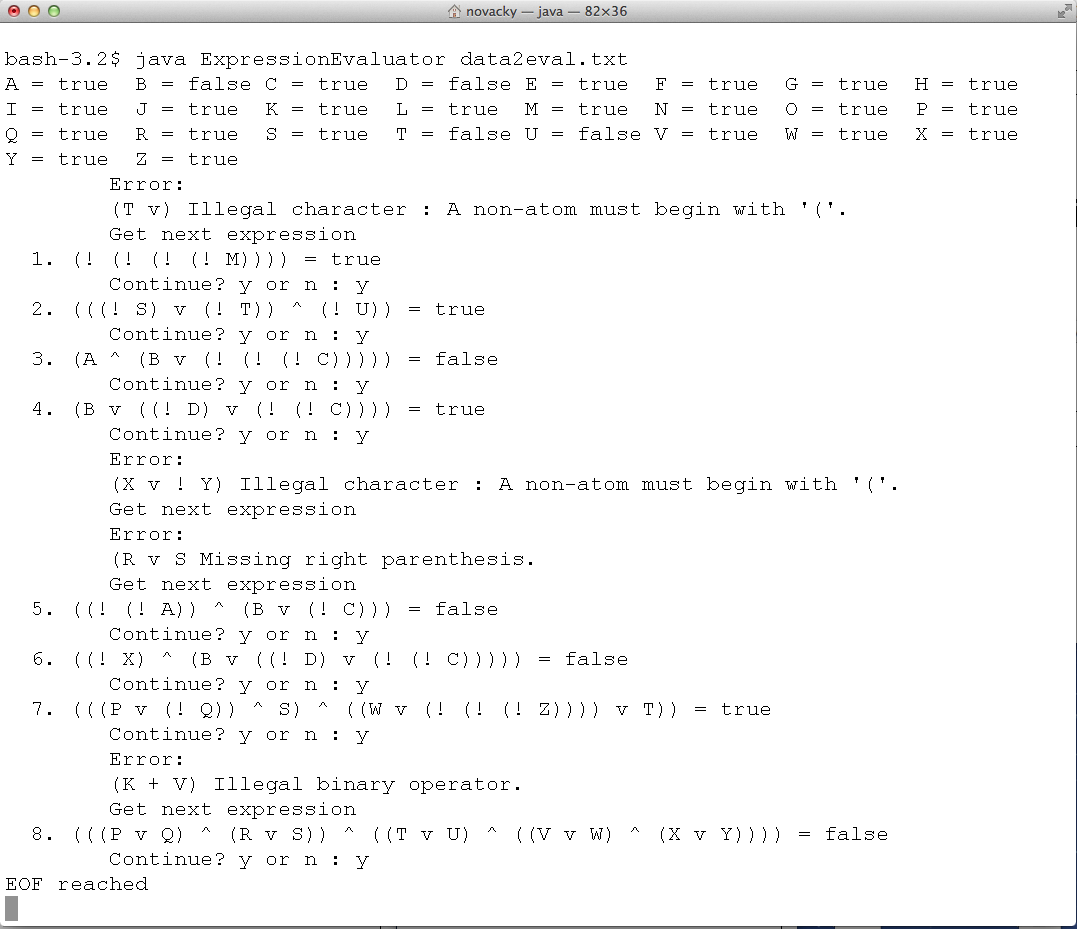 novacky — java — 82×36
bash-3.2$ java ExpressionEvaluator data2eval.txt
A = true  B = false C = true  D = false E = true  F = true  G = true  H = true
I = true  J = true  K = true  L = true  M = true  N = true  O = true  P = true
Q = true  R = true  S = true  T = false U = false V = true  W = true  X = true
Y = true  Z = true
Error:
(T v) Illegal character : A non-atom must begin with '('.
Get next expression
1. (! (! (! (! M)))) = true
Continue? y or n : y
2. (((! S) v (! T)) ^ (! U)) = true
Continue? y or n : y
3. (A ^ (B v (! (! (! C))))) = false
Continue? y or n : y
4. (B v ((! D) v (! (! C)))) = true
Continue? y or n : y
Error:
(X v ! Y) Illegal character : A non-atom must begin with '('.
Get next expression
Error:
(R v S Missing right parenthesis.
Get next expression
5. ((! (! A)) ^ (B v (! C))) = false
Continue? y or n : y
6. ((! X) ^ (B v ((! D) v (! (! C))))) = false
Continue? y or n : y
7. (((P v (! Q)) ^ S) ^ ((W v (! (! (! Z)))) v T)) = true
Continue? y or n : y
Error:
(K + V) Illegal binary operator.
Get next expression
8. (((P v Q) ^ (R v S)) ^ ((T v U) ^ ((V v W) ^ (X v Y)))) = false
Continue? y or n : y
EOF reached